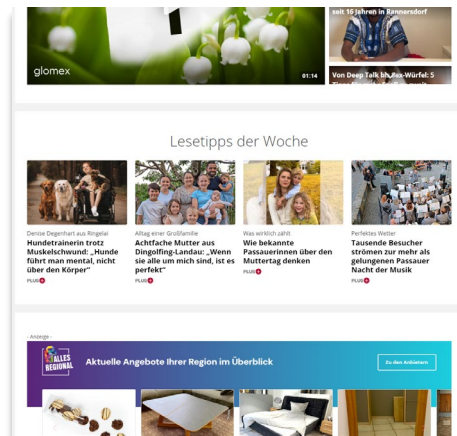 seit 16 Jahren in Rannersdorf
glomex
01:14
Von Deep Talk bis
Würfel: 5
Lesetipps der Woche
Denise Degenhart aus Ringelai
Hundetrainerin trotz
Muskelschwund: „Hunde
führt man mental, nicht
über den Körper“
PLUS
Alltag einer Großfamilie
Achtfache Mutter aus
Dingolfing-Landau: „Wenn
sie alle um mich sind, ist es
perfekt“
PLUS
Was wirklich zählt
Wie bekannte
Passauerinnen über den
Muttertag denken
PLUS
Perfektes Wetter
Tausende Besucher
strömen zur mehr als
gelungenen Passauer
Nacht der Musik
PLUS
- Anzeige -
ALLES
REGIONAL
Aktuelle Angebote Ihrer Region im Überblick
Zu den Anbietern